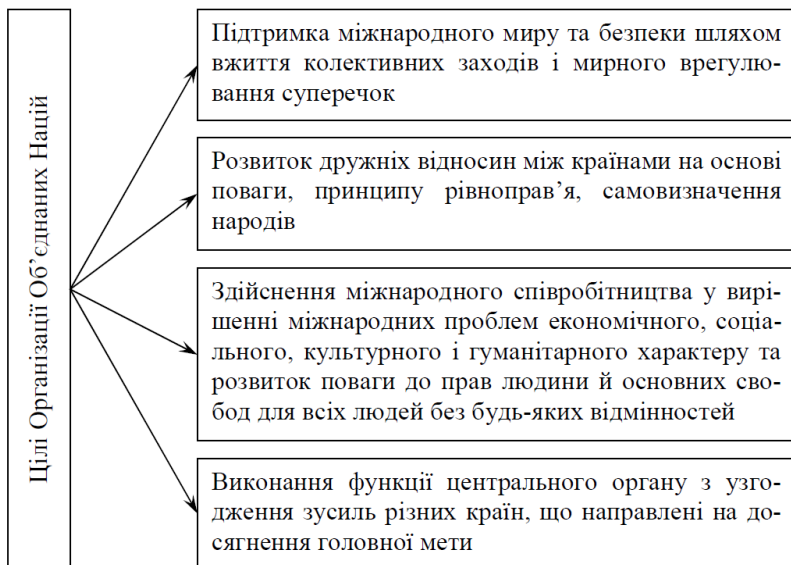 Цілі Організації Об’єднаних Націй
Підтримка міжнародного миру та безпеки шляхом
вжиття колективних заходів і мирного врегулю-
вання суперечок
Розвиток дружніх відносин між країнами на основі
поваги, принципу рівноправ’я, самовизначення
народів
Здійснення міжнародного співробітництва у вирі-
шенні міжнародних проблем економічного, соціа-
льного, культурного і гуманітарного характеру та
розвиток поваги до прав людини й основних сво-
бод для всіх людей без будь-яких відмінностей
Виконання функції центрального органу з узго-
дження зусиль різних країн, що направлені на до-
сягнення головної мети